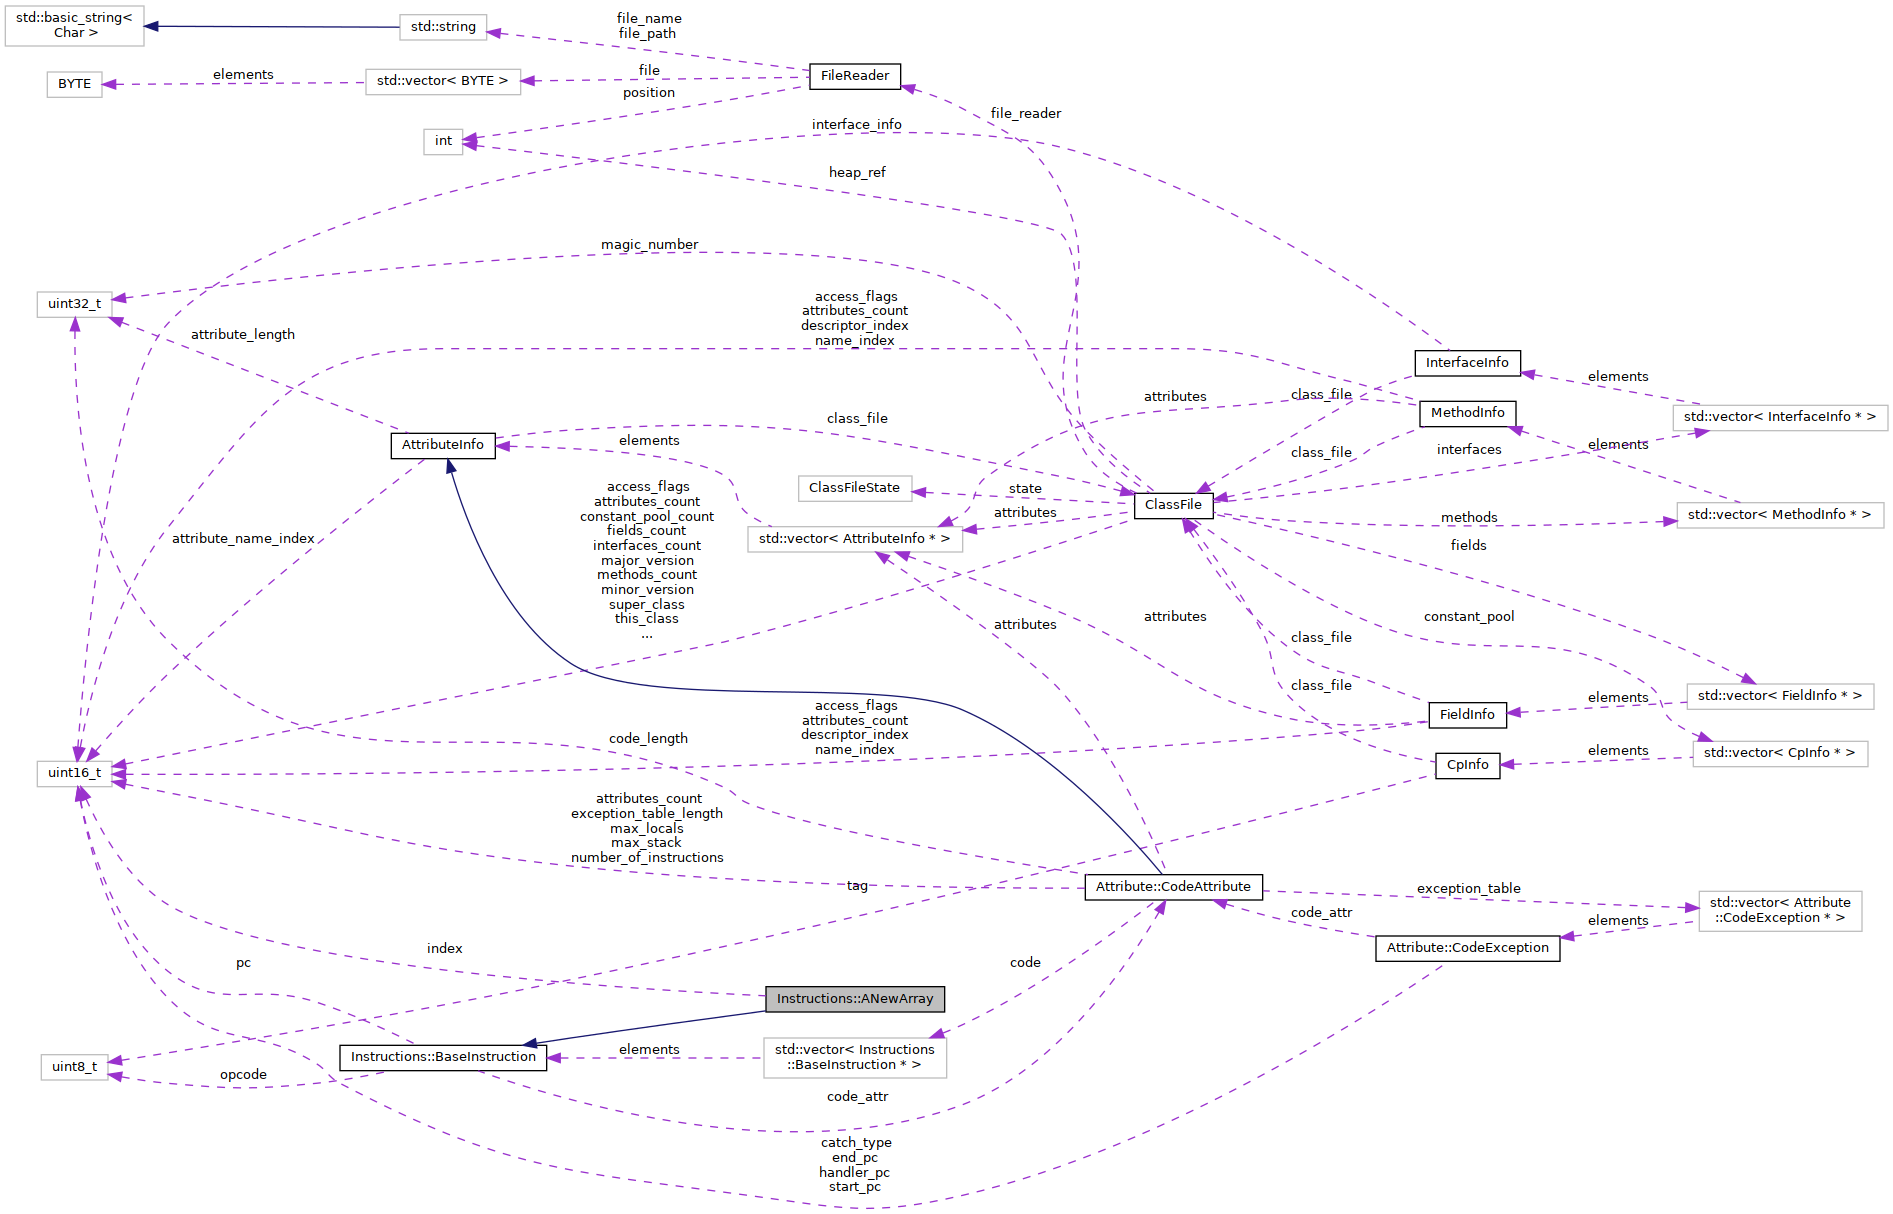 std::basic_string<
Char >
std::string
file_name
file_path
BYTE
elements
std::vector< BYTE >
file
FileReader
position
int
interface_info
file_reader
heap_ref
magic_number
uint32_t
attribute_length
access_flags
attributes_count
descriptor_index
name_index
InterfaceInfo
elements
std::vector< InterfaceInfo * >
attributes
class_file
MethodInfo
AttributeInfo
class_file
elements
class_file
interfaces
elements
ClassFileState
state
ClassFile
attributes
std::vector< AttributeInfo * >
methods
std::vector< MethodInfo * >
fields
attribute_name_index
access_flags
attributes_count
constant_pool_count
fields_count
interfaces_count
major_version
methods_count
minor_version
super_class
this_class
...
attributes
attributes
constant_pool
class_file
class_file
elements
std::vector< FieldInfo * >
FieldInfo
access_flags
attributes_count
descriptor_index
name_index
code_length
elements
std::vector< CpInfo * >
CpInfo
uint16_t
attributes_count
exception_table_length
max_locals
max_stack
number_of_instructions
tag
Attribute::CodeAttribute
exception_table
std::vector< Attribute
::CodeException * >
code_attr
elements
Attribute::CodeException
index
pc
code
Instructions::ANewArray
Instructions::BaseInstruction
elements
std::vector< Instructions
::BaseInstruction * >
uint8_t
opcode
code_attr
catch_type
end_pc
handler_pc
start_pc